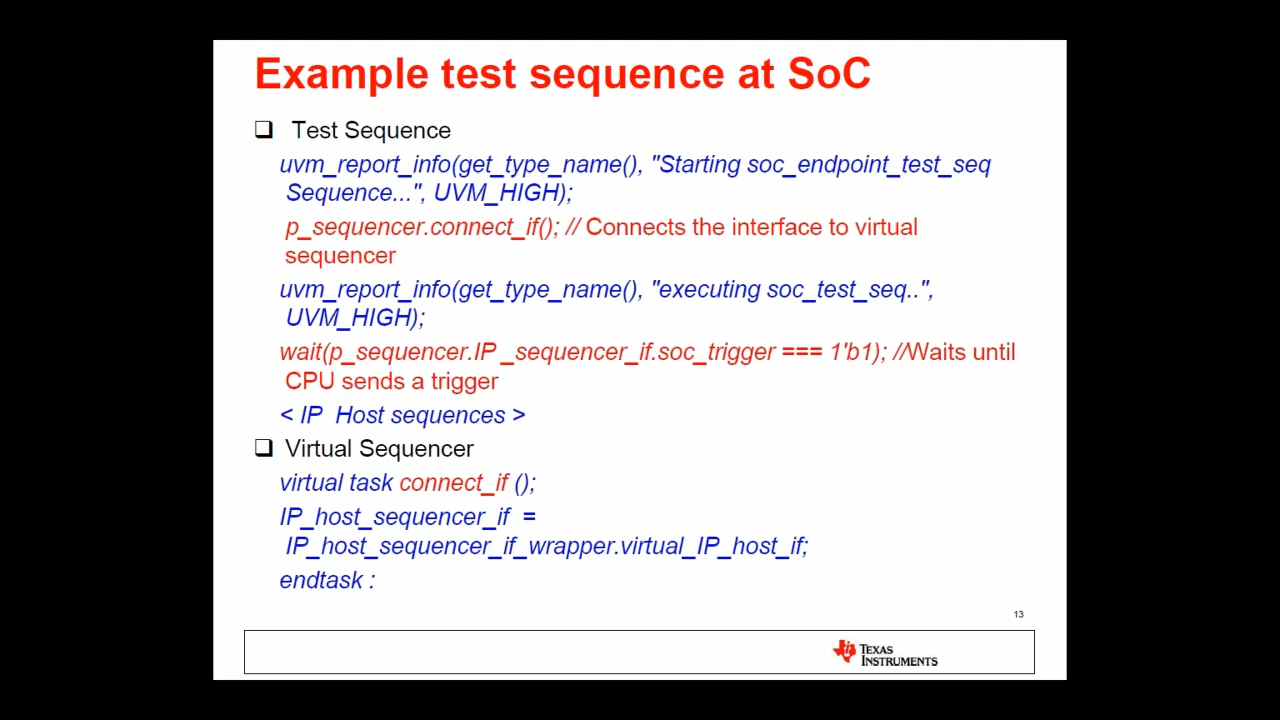 Example test sequence at SoC
❑ Test Sequence
uvm_report_info(get_type_name(), "Starting soc_endpoint_test_seq
Sequence...", UVM_HIGH);
p_sequencer.connect_if(); // Connects the interface to virtual
sequencer
uvm_report_info(get_type_name(), "executing soc_test_seq..",
UVM_HIGH);
wait(p_sequencer.IP _sequencer_if.soc_trigger === 1'b1); //Waits until
CPU sends a trigger
< IP Host sequences >
❑ Virtual Sequencer
virtual task connect_if ();
IP_host_sequencer_if =
IP_host_sequencer_if_wrapper.virtual_IP_host_if;
endtask :
13
TEXAS
INSTRUMENTS